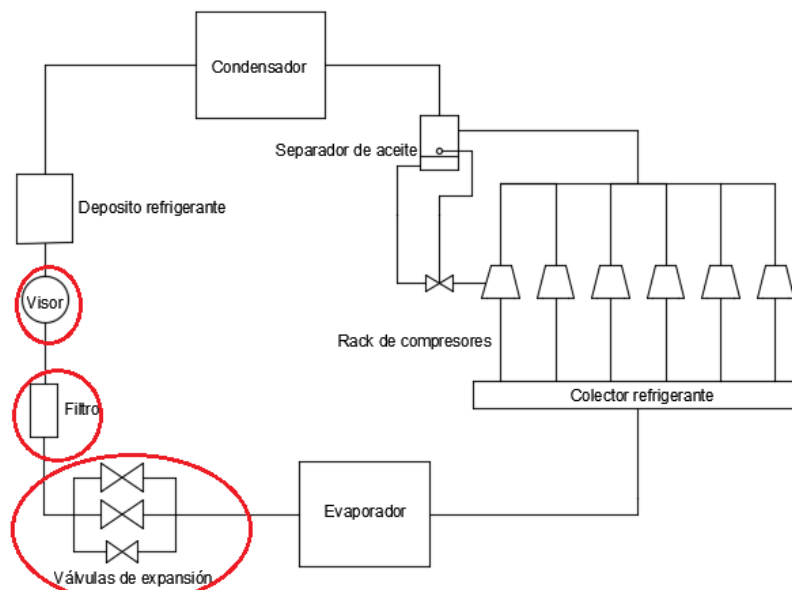 Condensador
Separador de aceite
Deposito refrigerante
Visor
Rack de compresores
Colector refrigerante
Filtro
Evaporador
Válvulas de expansión